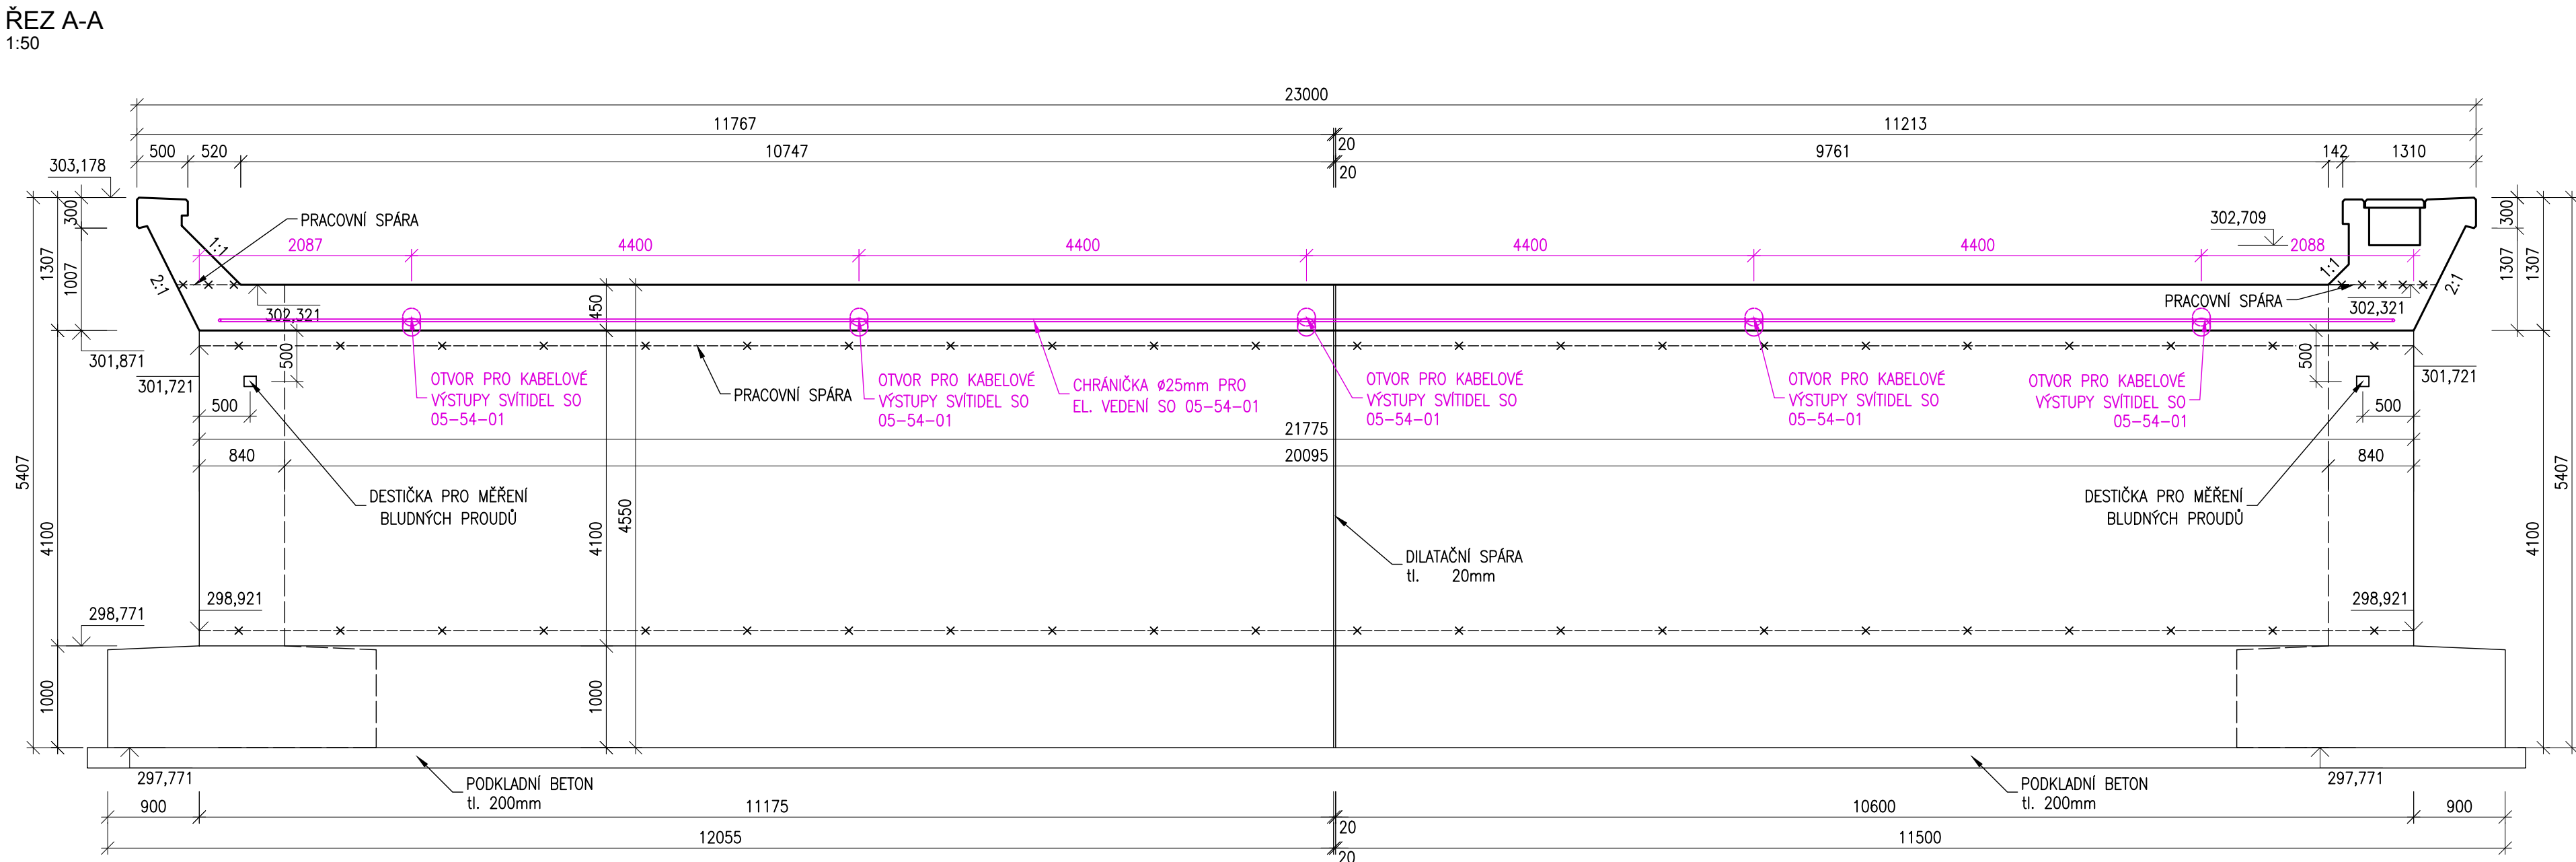 ŘEZ A-A
1:50
23000
11767
11213
20
500
520
10747
9761
142
1310
20
303,178
300
1307
1007
5407
PRACOVNÍ SPÁRA
1:1
2:1
2087
4400
4400
4400
4400
2088
302,709
1:1
2:1
300
1307
1307
5407
302,321
450
PRACOVNÍ SPÁRA
302,321
301,871
301,721
500
500
301,721
500
500
OTVOR PRO KABELOVÉ
VÝSTUPY SVÍTIDEL SO
05-54-01
PRACOVNÍ SPÁRA
OTVOR PRO KABELOVÉ
VÝSTUPY SVÍTIDEL SO
05-54-01
CHRÁNIČKA ø25mm PRO
EL. VEDENÍ SO 05-54-01
OTVOR PRO KABELOVÉ
VÝSTUPY SVÍTIDEL SO
05-54-01
OTVOR PRO KABELOVÉ
VÝSTUPY SVÍTIDEL SO
05-54-01
OTVOR PRO KABELOVÉ
VÝSTUPY SVÍTIDEL SO
05-54-01
21775
840
20095
840
DESTIČKA PRO MĚŘENÍ
BLUDNÝCH PROUDŮ
DESTIČKA PRO MĚŘENÍ
BLUDNÝCH PROUDŮ
4100
4100
4550
4100
DILATAČNÍ SPÁRA
tl. 20mm
298,771
298,921
298,921
1000
1000
297,771
PODKLADNÍ BETON
tl. 200mm
PODKLADNÍ BETON
tl. 200mm
297,771
900
11175
10600
900
20
12055
11500
20